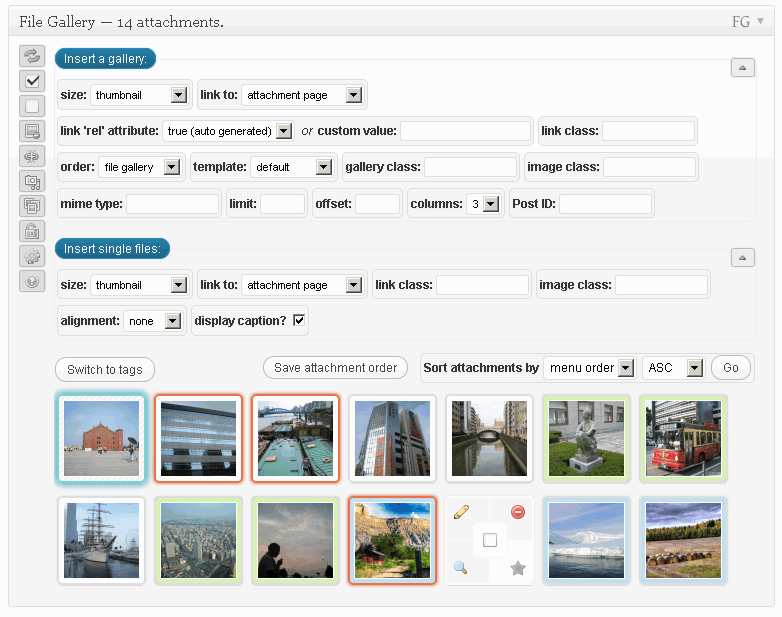 File Gallery — 14 attachments. FG
Insert a gallery:
size: thumbnail link to: attachment page
link 'rel' attribute: true (auto generated) or custom value: link class:
order: file gallery template: default gallery class: image class:
mime type: limit: offset: columns: 3 Post ID:
Insert single files:
size: thumbnail link to: attachment page link class: image class:
alignment: none display caption?
Switch to tags Save attachment order Sort attachments by menu order ASC Go